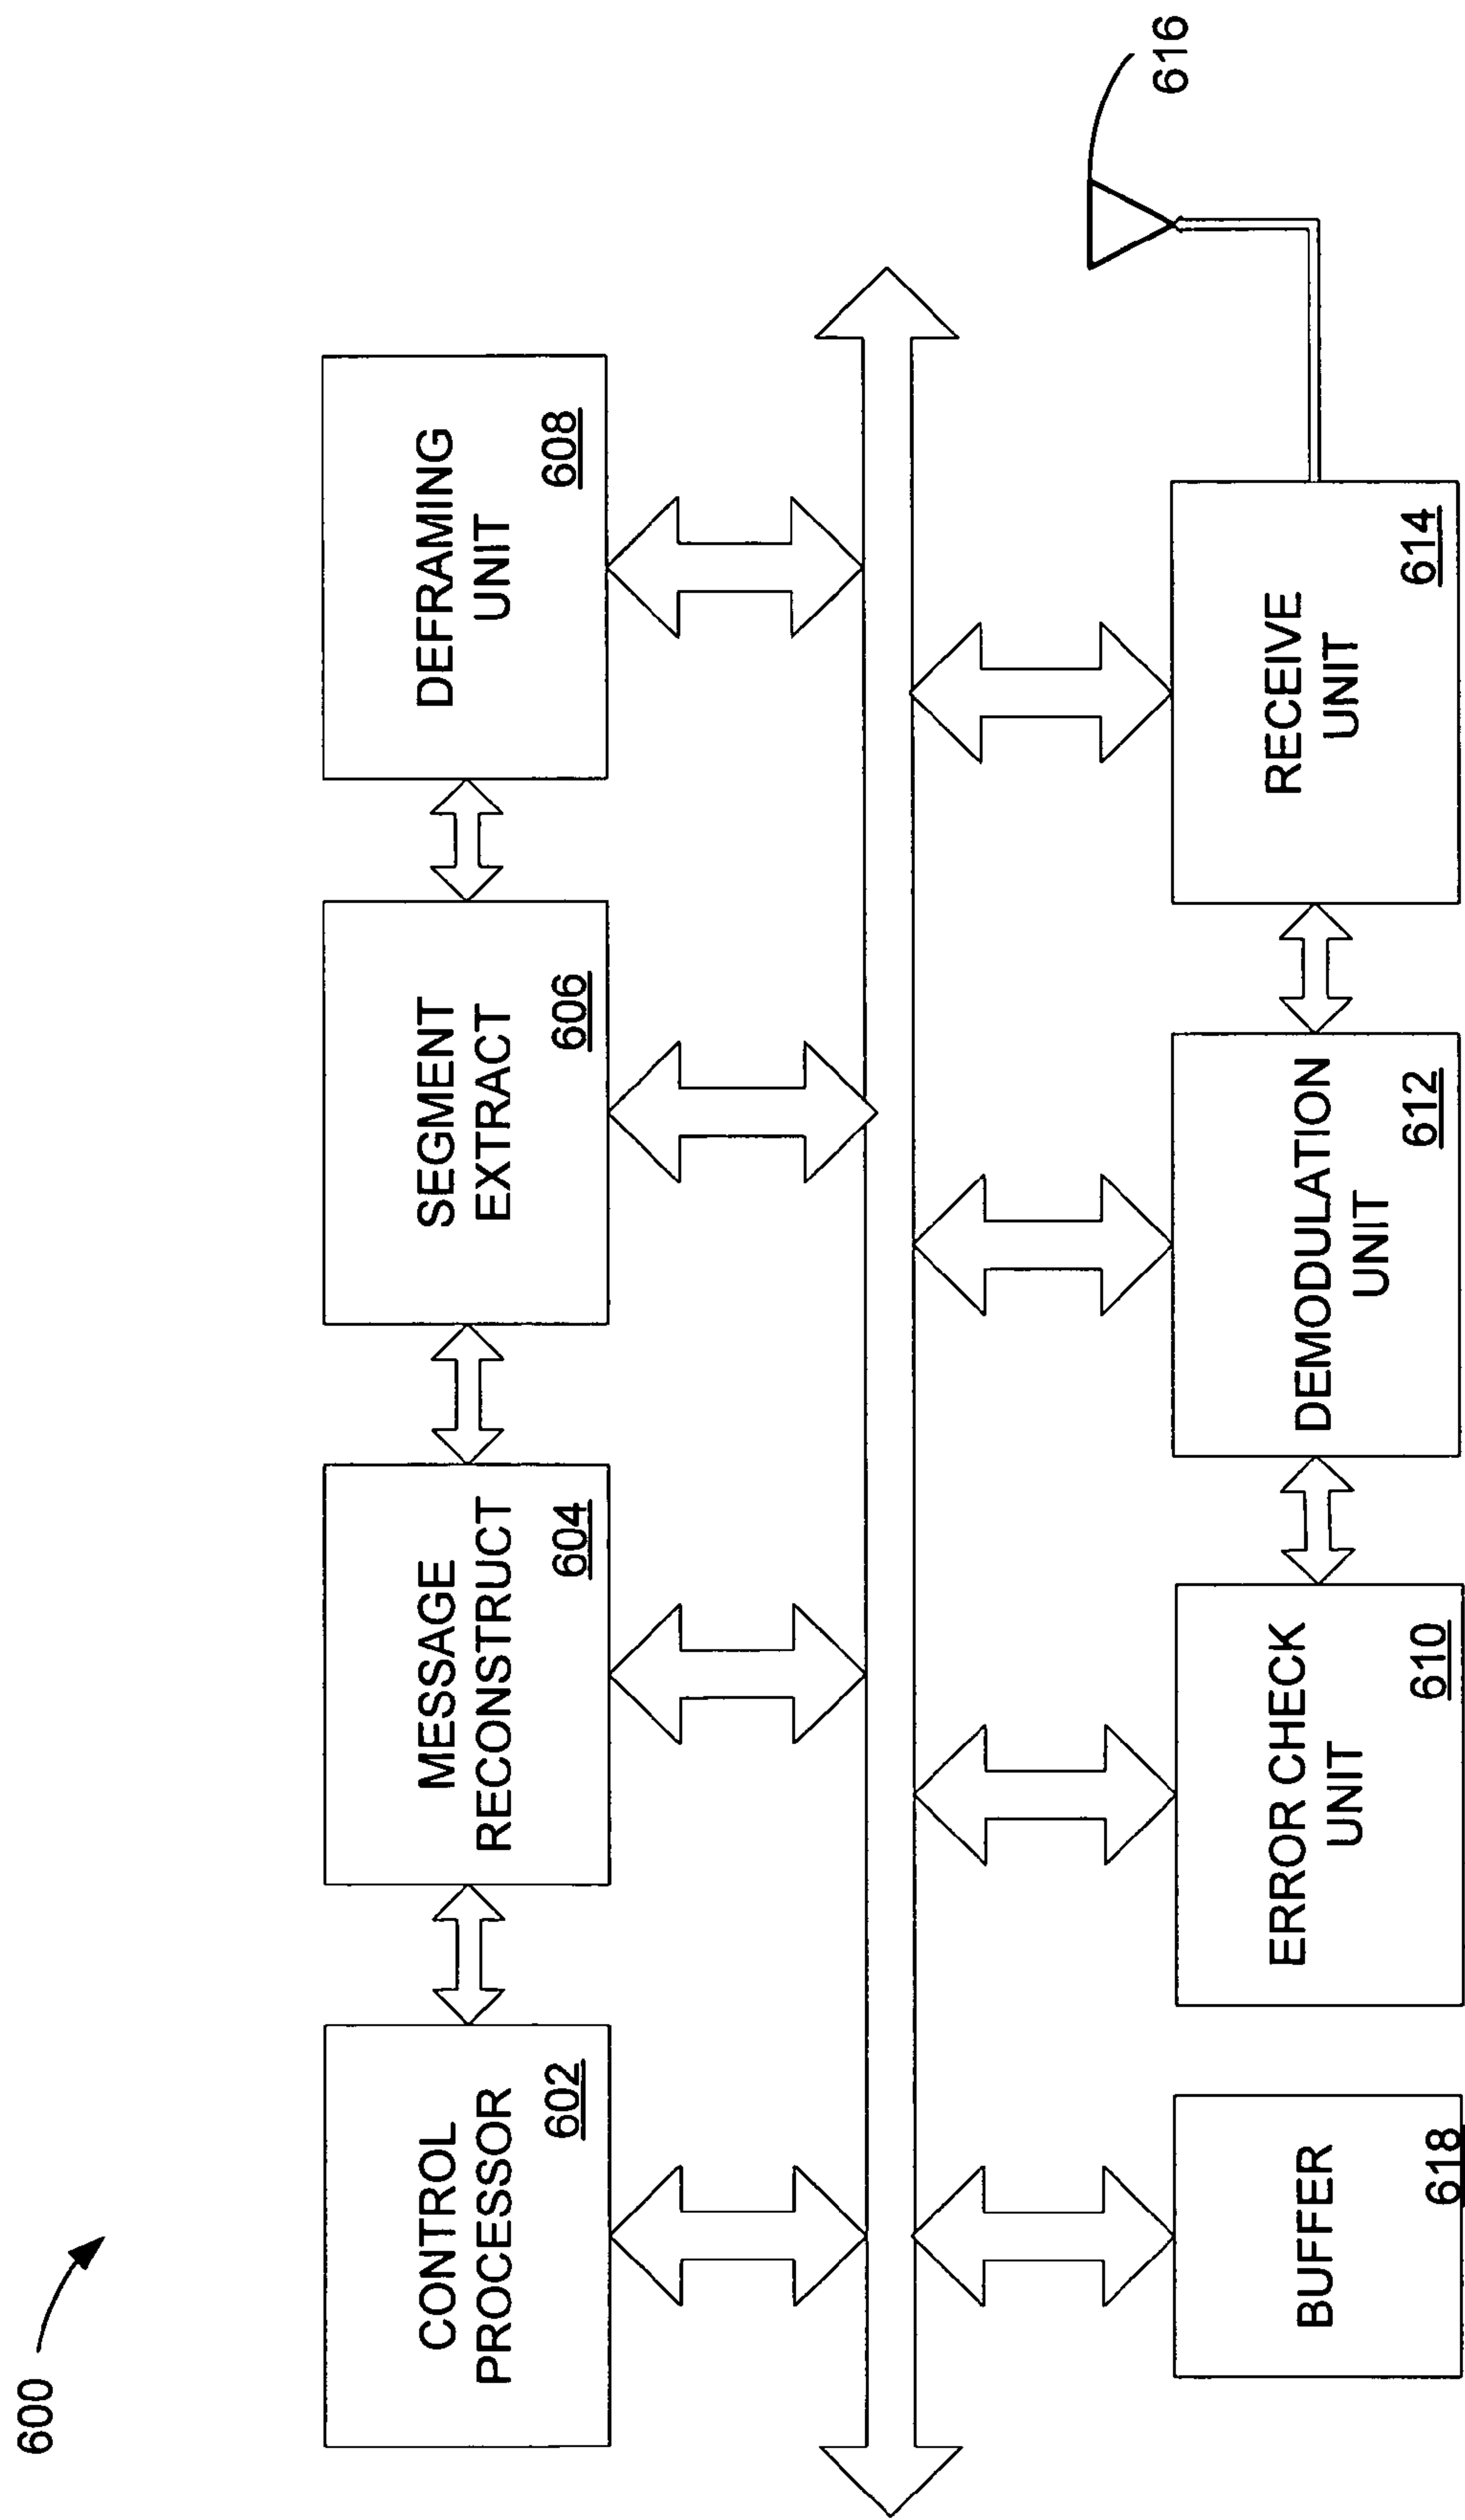 600
CONTROL
PROCESSOR
602
MESSAGE
RECONSTRUCT
604
SEGMENT
EXTRACT
606
DEFRAMING
UNIT
608
BUFFER
618
ERROR CHECK
UNIT
610
DEMODULATION
UNIT
612
RECEIVE
UNIT
614
616